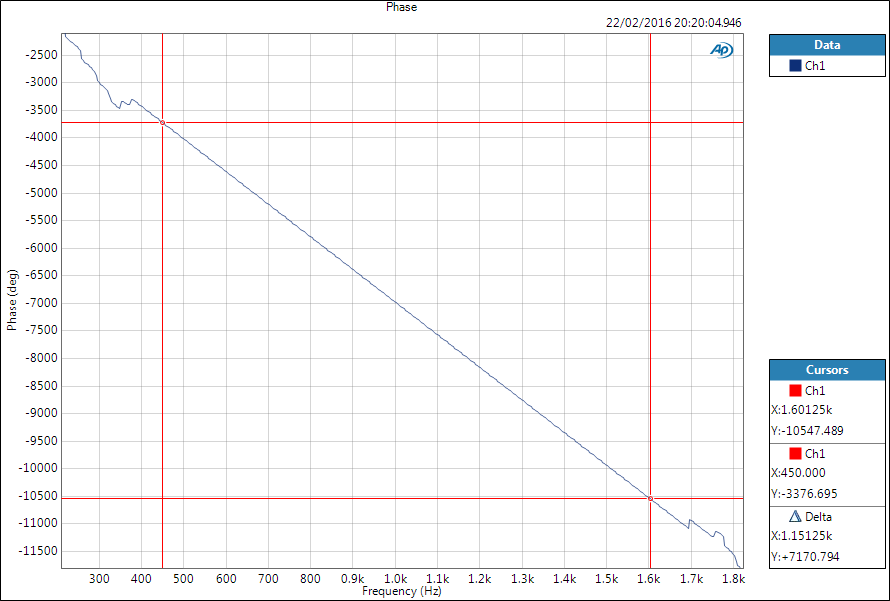 Phase
22/02/2016 20:20:04.946
AP
Phase (deg)
-2500
-3000
-3500
-4000
-4500
-5000
-5500
-6000
-6500
-7000
-7500
-8000
-8500
-9000
-9500
-10000
-10500
-11000
-11500
300 400 500 600 700 800 0.9k 1.0k 1.1k 1.2k 1.3k 1.4k 1.5k 1.6k 1.7k 1.8k
Frequency (Hz)
Data
Ch1
Cursors
Ch1
X:1.60125k
Y:-10547.489
Ch1
X:450.000
Y:-3376.695
Delta
X:1.15125k
Y:+7170.794